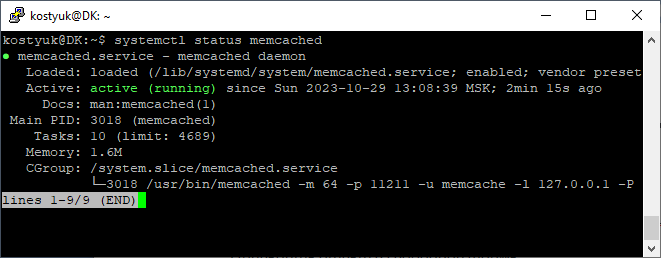 kostyuk@DK: ~
kostyuk@DK:~$ systemctl status memcached
● memcached.service - memcached daemon
Loaded: loaded (/lib/systemd/system/memcached.service; enabled; vendor preset
Active: active (running) since Sun 2023-10-29 13:08:39 MSK; 2min 15s ago
Docs: man:memcached(1)
Main PID: 3018 (memcached)
Tasks: 10 (limit: 4689)
Memory: 1.6M
CGroup: /system.slice/memcached.service
└─3018 /usr/bin/memcached -m 64 -p 11211 -u memcache -l 127.0.0.1 -P
lines 1-9/9 (END)